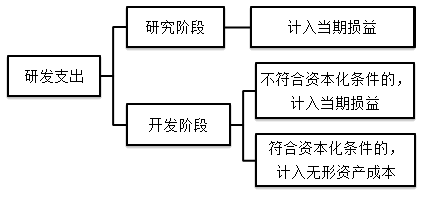 研发支出
研究阶段
计入当期损益
开发阶段
不符合资本化条件的，
计入当期损益
符合资本化条件的，
计入无形资产成本